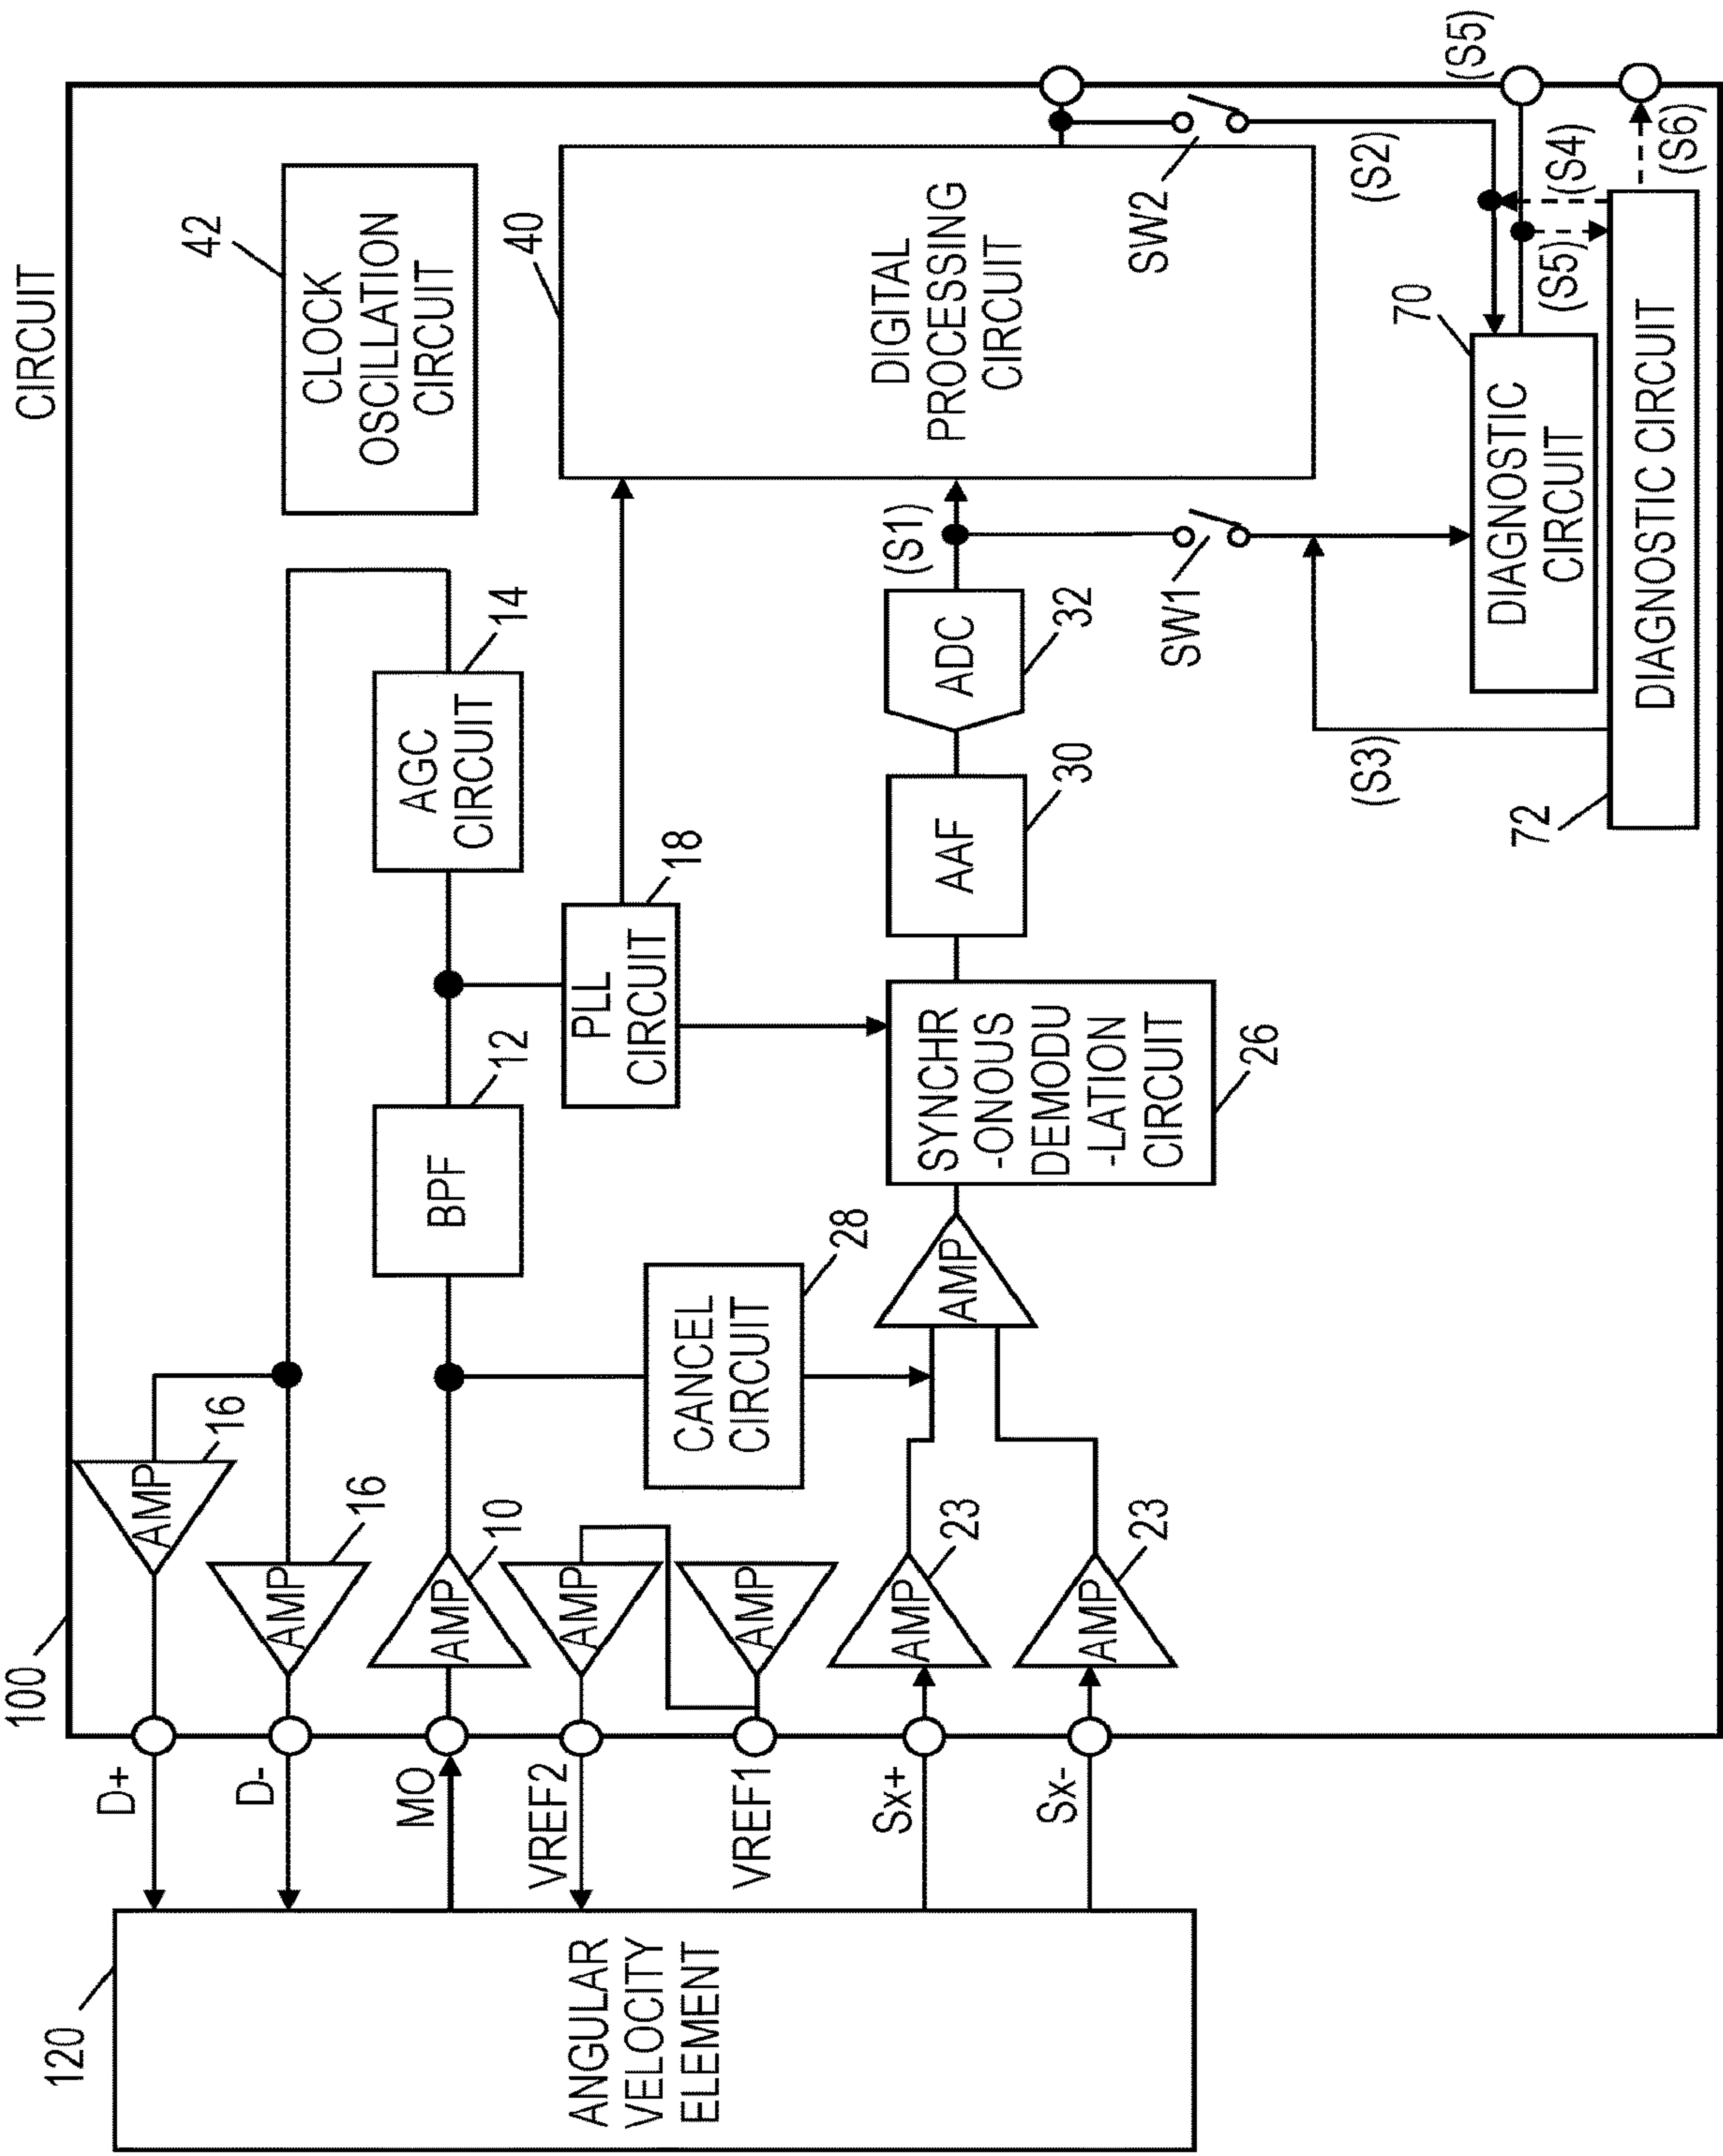 CIRCUIT
100
120
ANGULAR
VELOCITY
ELEMENT
D+
D-
MO
VREF2
VREF1
Sx+
Sx-
AMP
16
AMP
16
AMP
10
AMP
AMP
AMP
23
AMP
23
BPF
12
AGC
CIRCUIT
14
PLL
CIRCUIT
18
CANCEL
CIRCUIT
28
AMP
SYNCHR
-ONOUS
DEMODU
-LATION
CIRCUIT
26
AAF
30
ADC
32
(S1)
CLOCK
OSCILLATION
CIRCUIT
42
DIGITAL
PROCESSING
CIRCUIT
40
SW1
SW2
(S2)
(S3)
DIAGNOSTIC
CIRCUIT
70
DIAGNOSTIC CIRCUIT
72
(S4)
(S5)
(S5)
(S6)